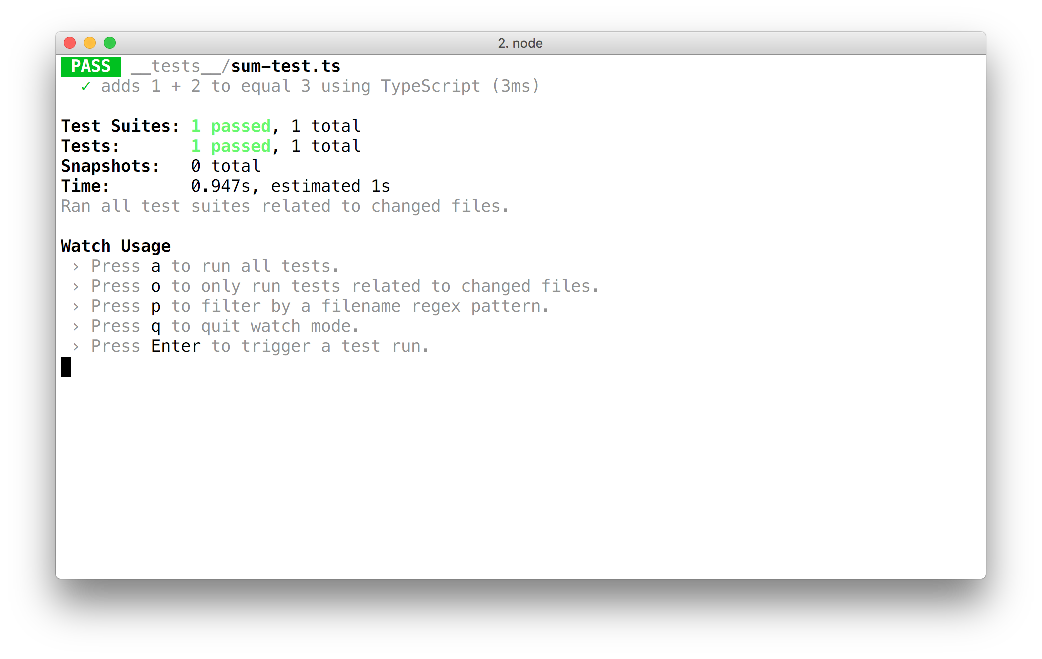 2. node
PASS __tests__/sum-test.ts
✓ adds 1 + 2 to equal 3 using TypeScript (3ms)
Test Suites: 1 passed, 1 total
Tests: 1 passed, 1 total
Snapshots: 0 total
Time: 0.947s, estimated 1s
Ran all test suites related to changed files.
Watch Usage
› Press a to run all tests.
› Press o to only run tests related to changed files.
› Press p to filter by a filename regex pattern.
› Press q to quit watch mode.
› Press Enter to trigger a test run.